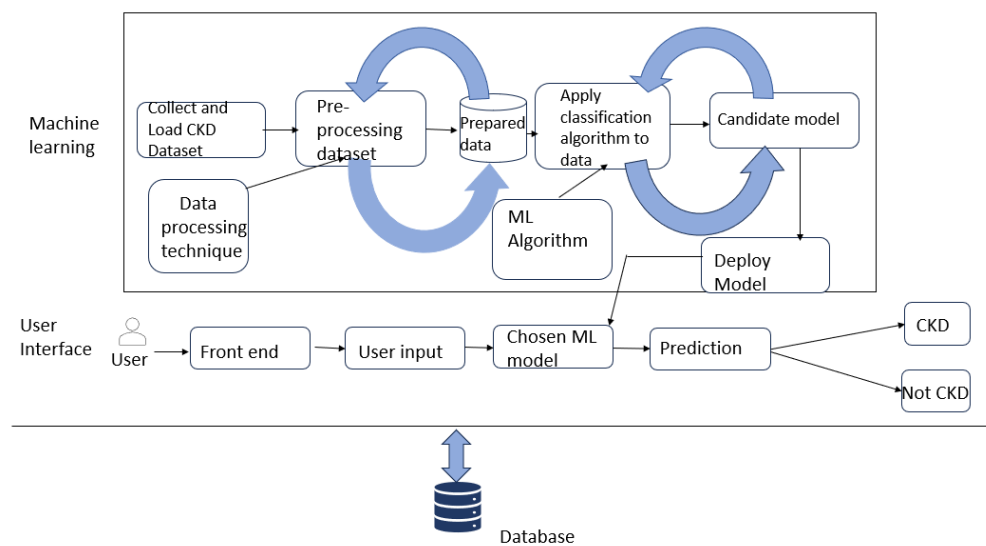 Machine
learning
Collect and
Load CKD
Dataset
Pre-
processing
dataset
Prepared
data
Apply
classification
algorithm to
data
Candidate model
Data
processing
technique
ML
Algorithm
Deploy
Model
User
Interface
User
Front end
User input
Chosen ML
model
Prediction
CKD
Not CKD
Database